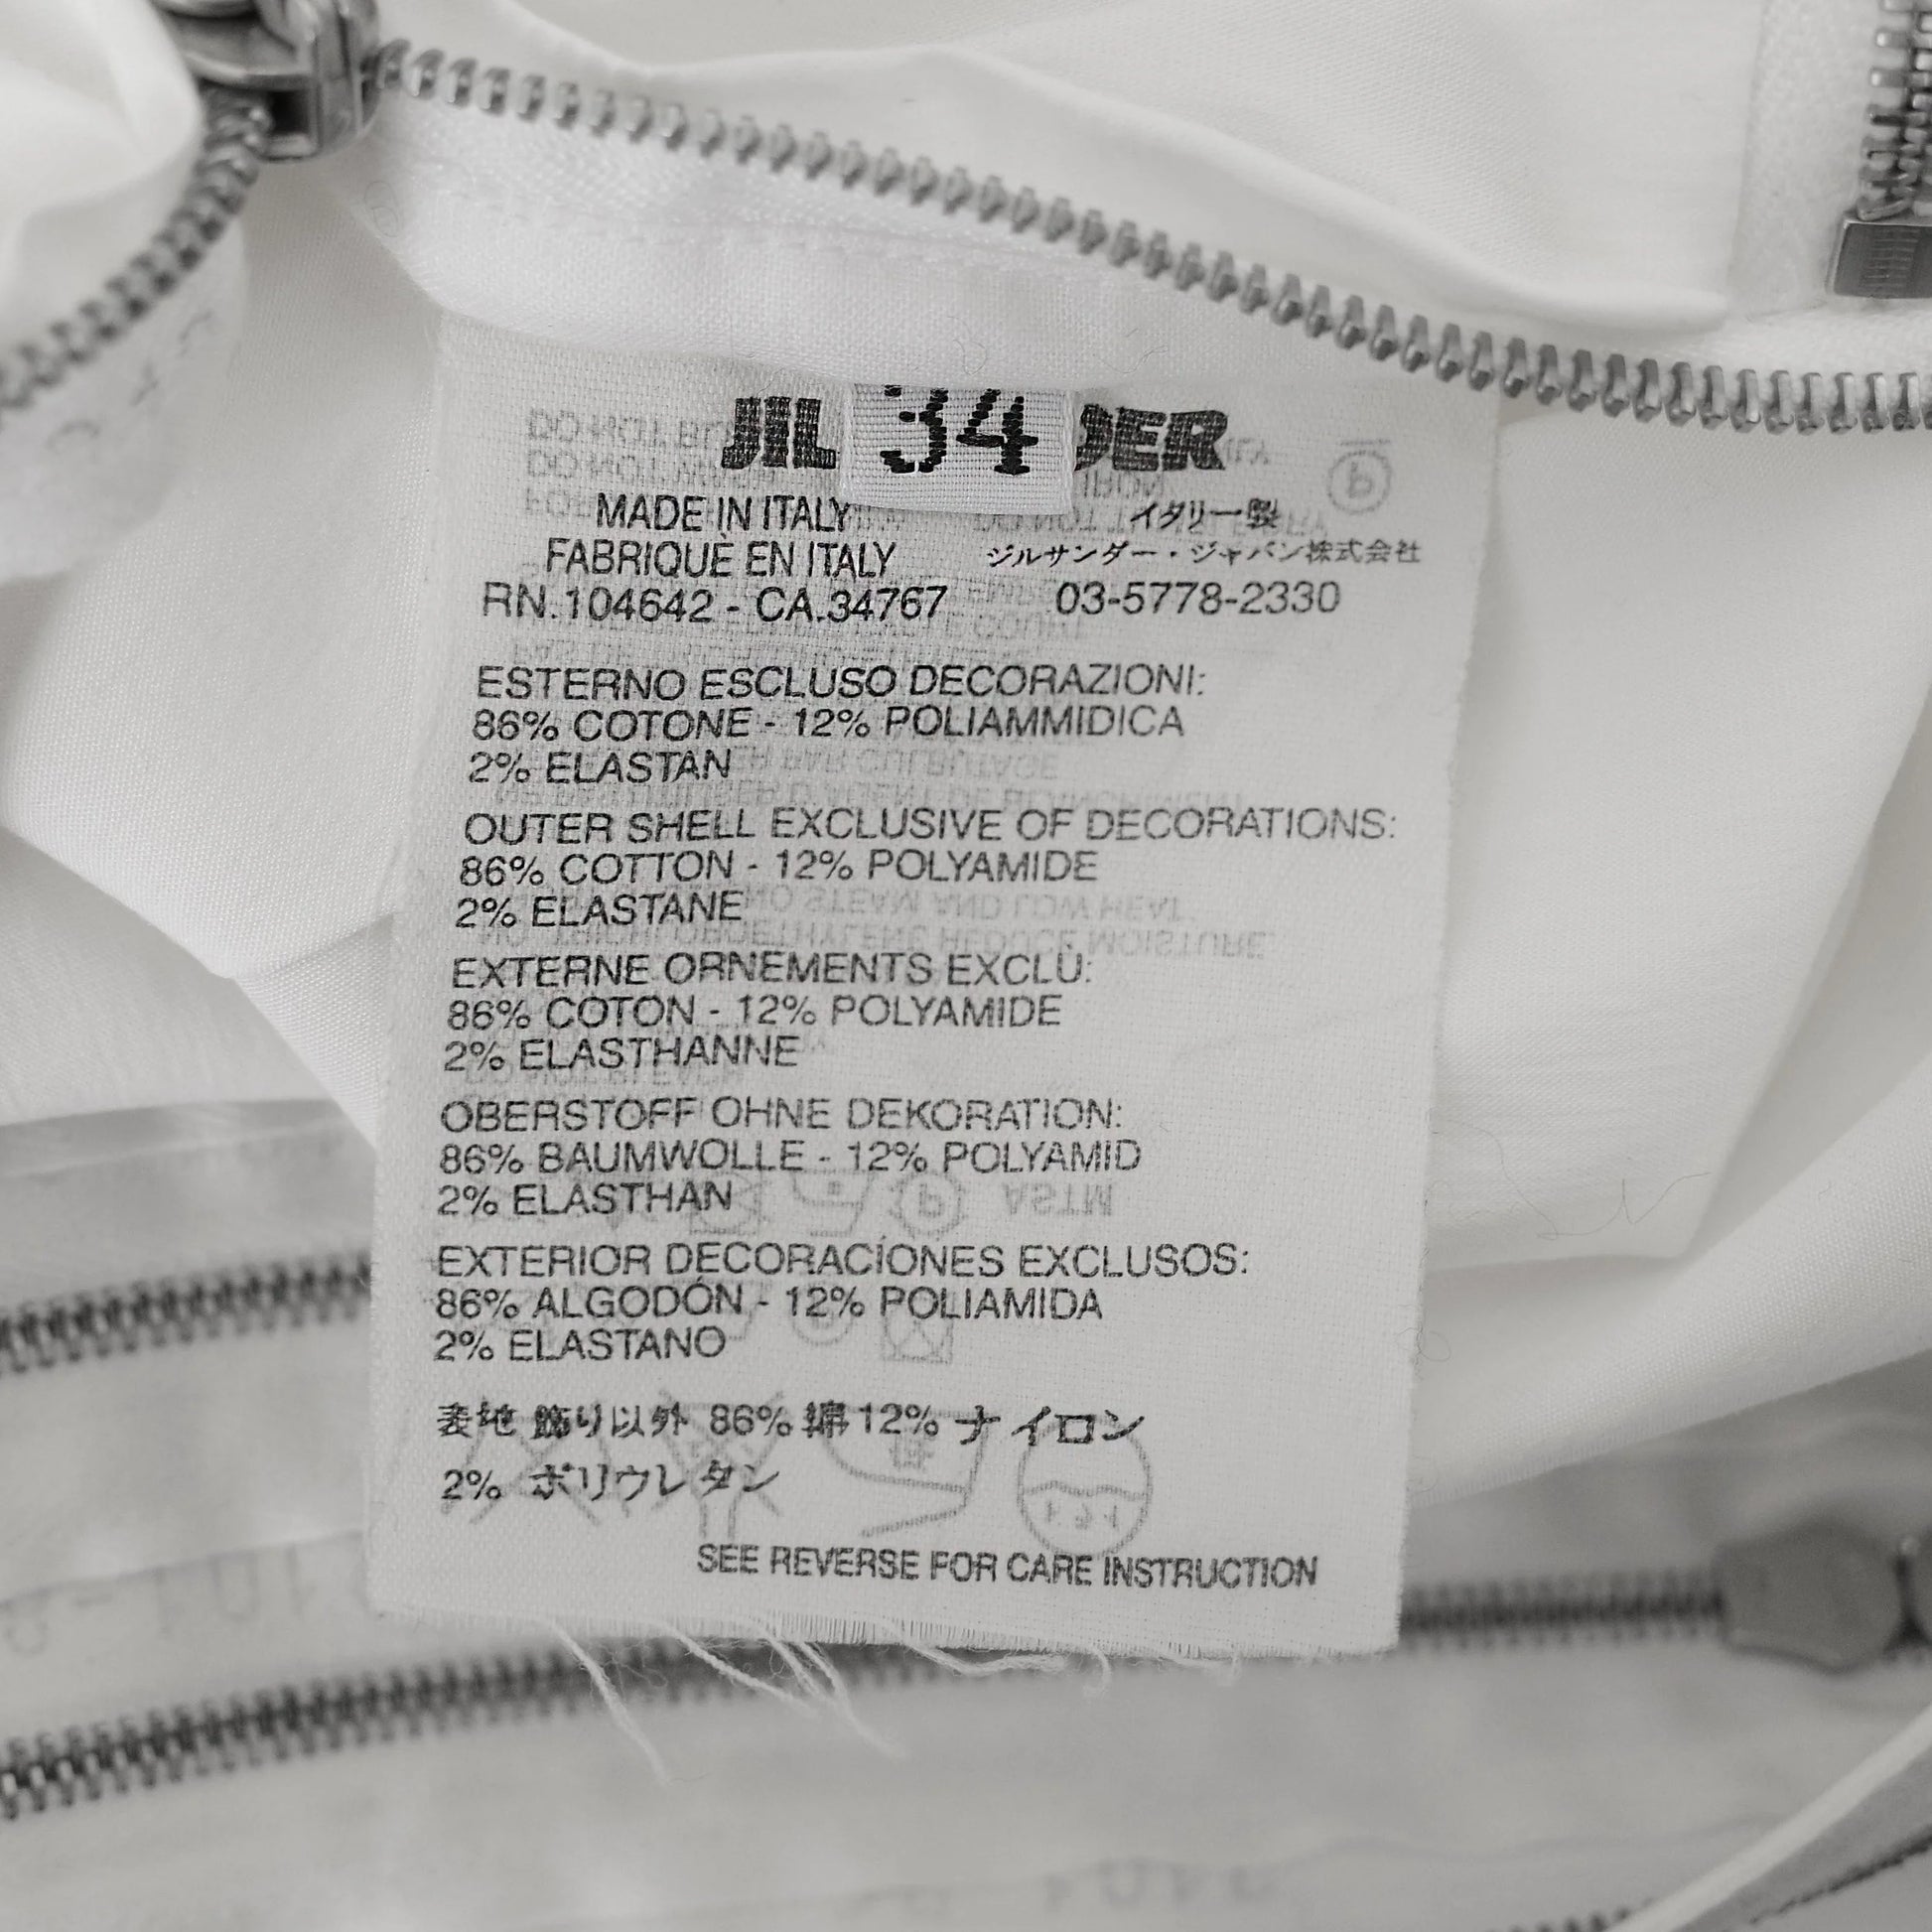 JIL 34 DER
MADE IN ITALY
FABRIQUÈ EN ITALY
RN.104642 - CA.34767
イタリー製
ジルサンダー・ジャパン株式会社
03-5778-2330
ESTERNO ESCLUSO DECORAZIONI:
86% COTONE - 12% POLIAMMIDICA
2% ELASTAN
OUTER SHELL EXCLUSIVE OF DECORATIONS:
86% COTTON - 12% POLYAMIDE
2% ELASTANE
EXTERNE ORNEMENTS EXCLÙ:
86% COTON - 12% POLYAMIDE
2% ELASTHANNE
OBERSTOFF OHNE DEKORATION:
86% BAUMWOLLE - 12% POLYAMID
2% ELASTHAN
EXTERIOR DECORACÍONES EXCLUSOS:
86% ALGODÓN - 12% POLIAMIDA
2% ELASTANO
表地 飾り以外 86% 綿 12% ナイロン
2% ポリウレタン
SEE REVERSE FOR CARE INSTRUCTION